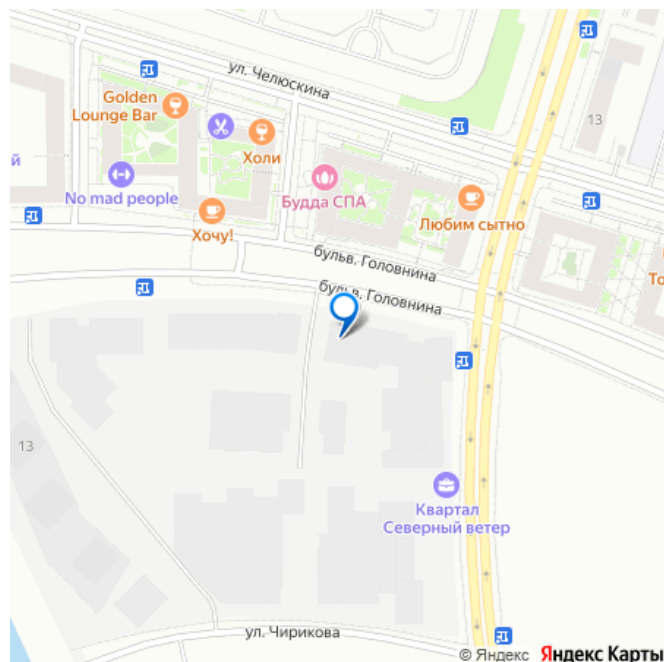 ул. Челюскина
Golden
Lounge Bar
13
Холи
й
No mad people
Будда СПА
Любим сытно
Хочу!
бульв. Головнина
То
бульв. Головнина
13
Квартал
Северный ветер
ул. Чирикова
© Яндекс Яндекс Карты